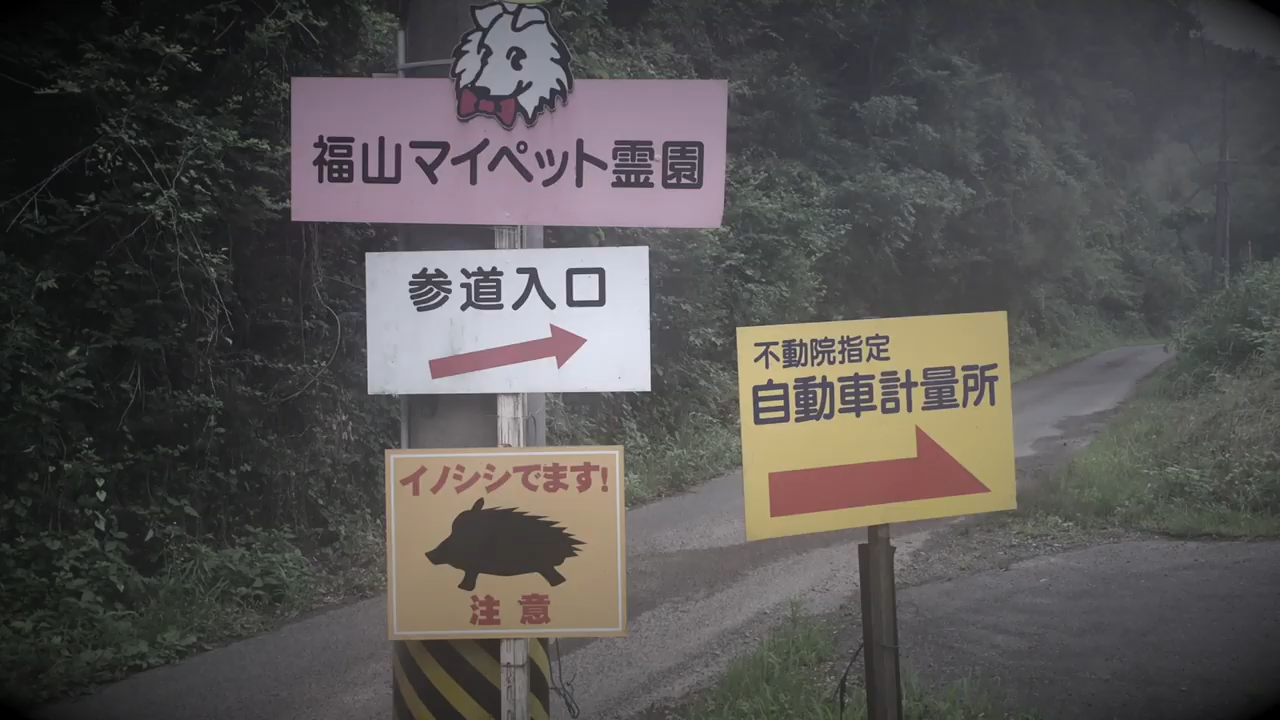 福山マイペット霊園
参道入口
イノシシでます!
注意
不動院指定
自動車計量所